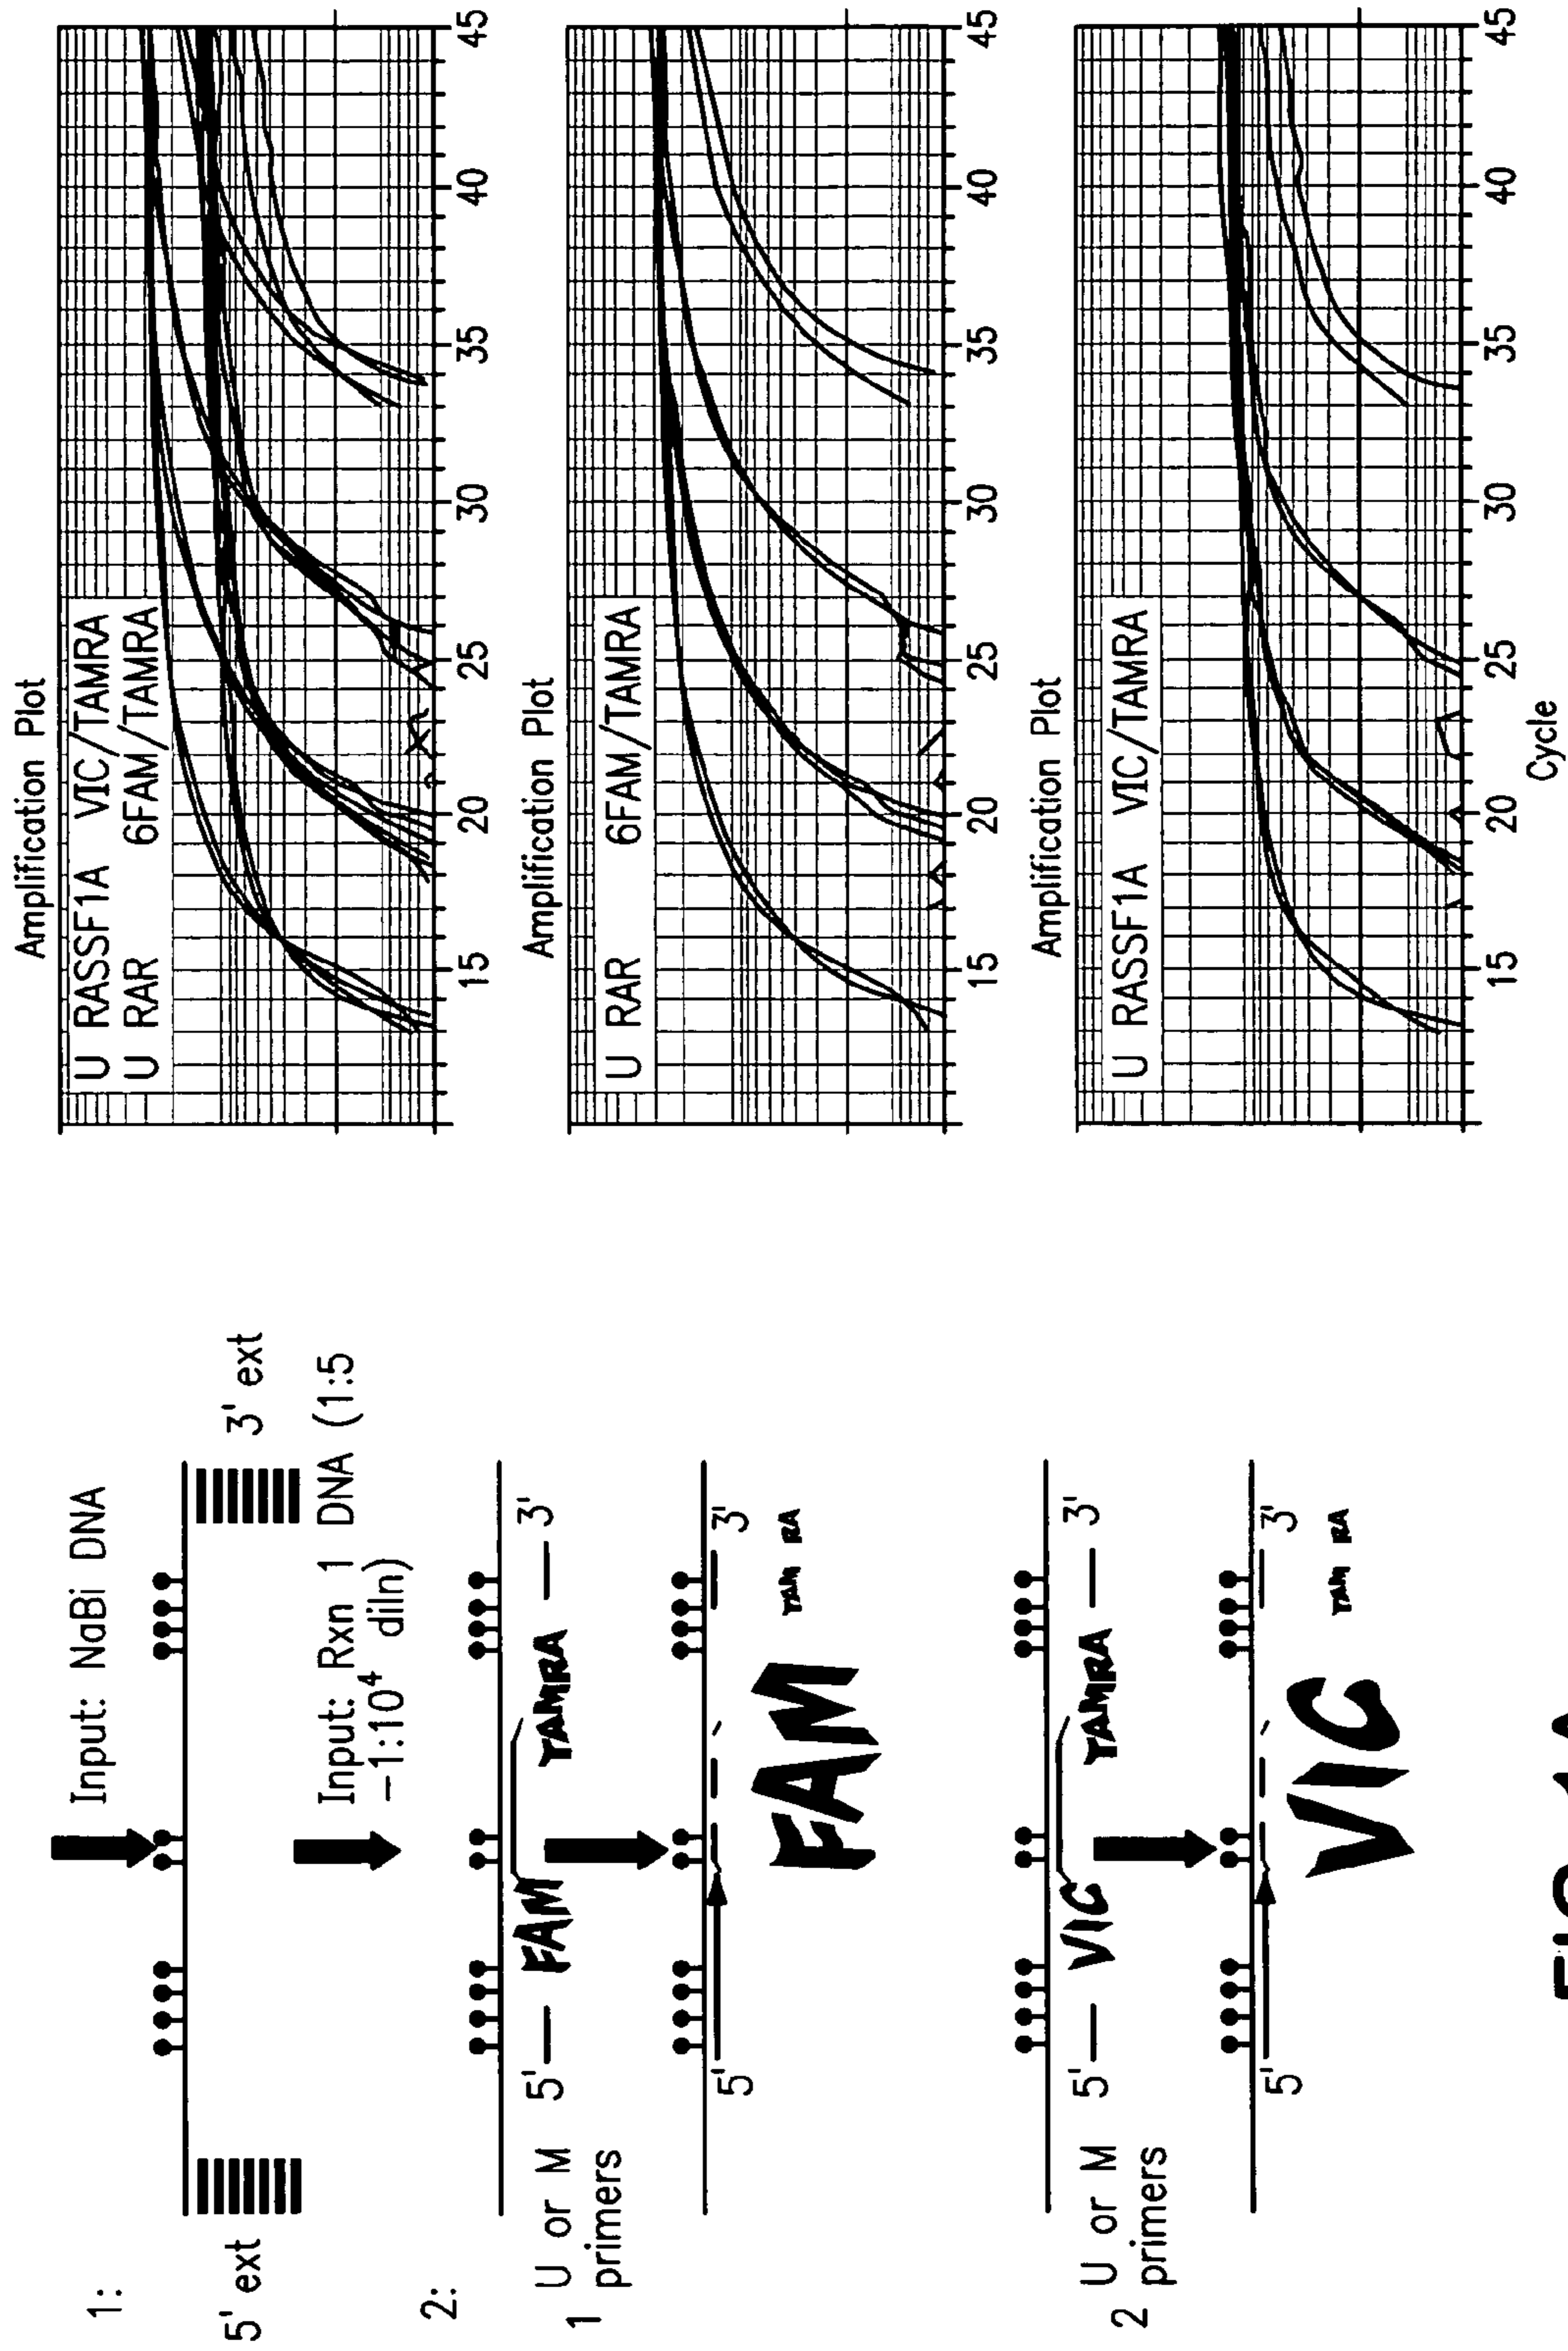 1:
Input: NaBi DNA
5' ext
3' ext
Input: Rxn 1 DNA (1:5
-1:10⁴ diln)
2:
1
U or M
primers
5' — FAM TAMRA — 3'
5' 3'
FAM
TAM RA
2
U or M
primers
5' — VIC TAMRA — 3'
5' 3'
VIC
TAM RA
Amplification Plot
U RASSF1A VIC/TAMRA
U RAR 6FAM/TAMRA
15 20 25 30 35 40 45
Amplification Plot
U RAR 6FAM/TAMRA
15 20 25 30 35 40 45
Amplification Plot
U RASSF1A VIC/TAMRA
15 20 25 30 35 40 45
Cycle